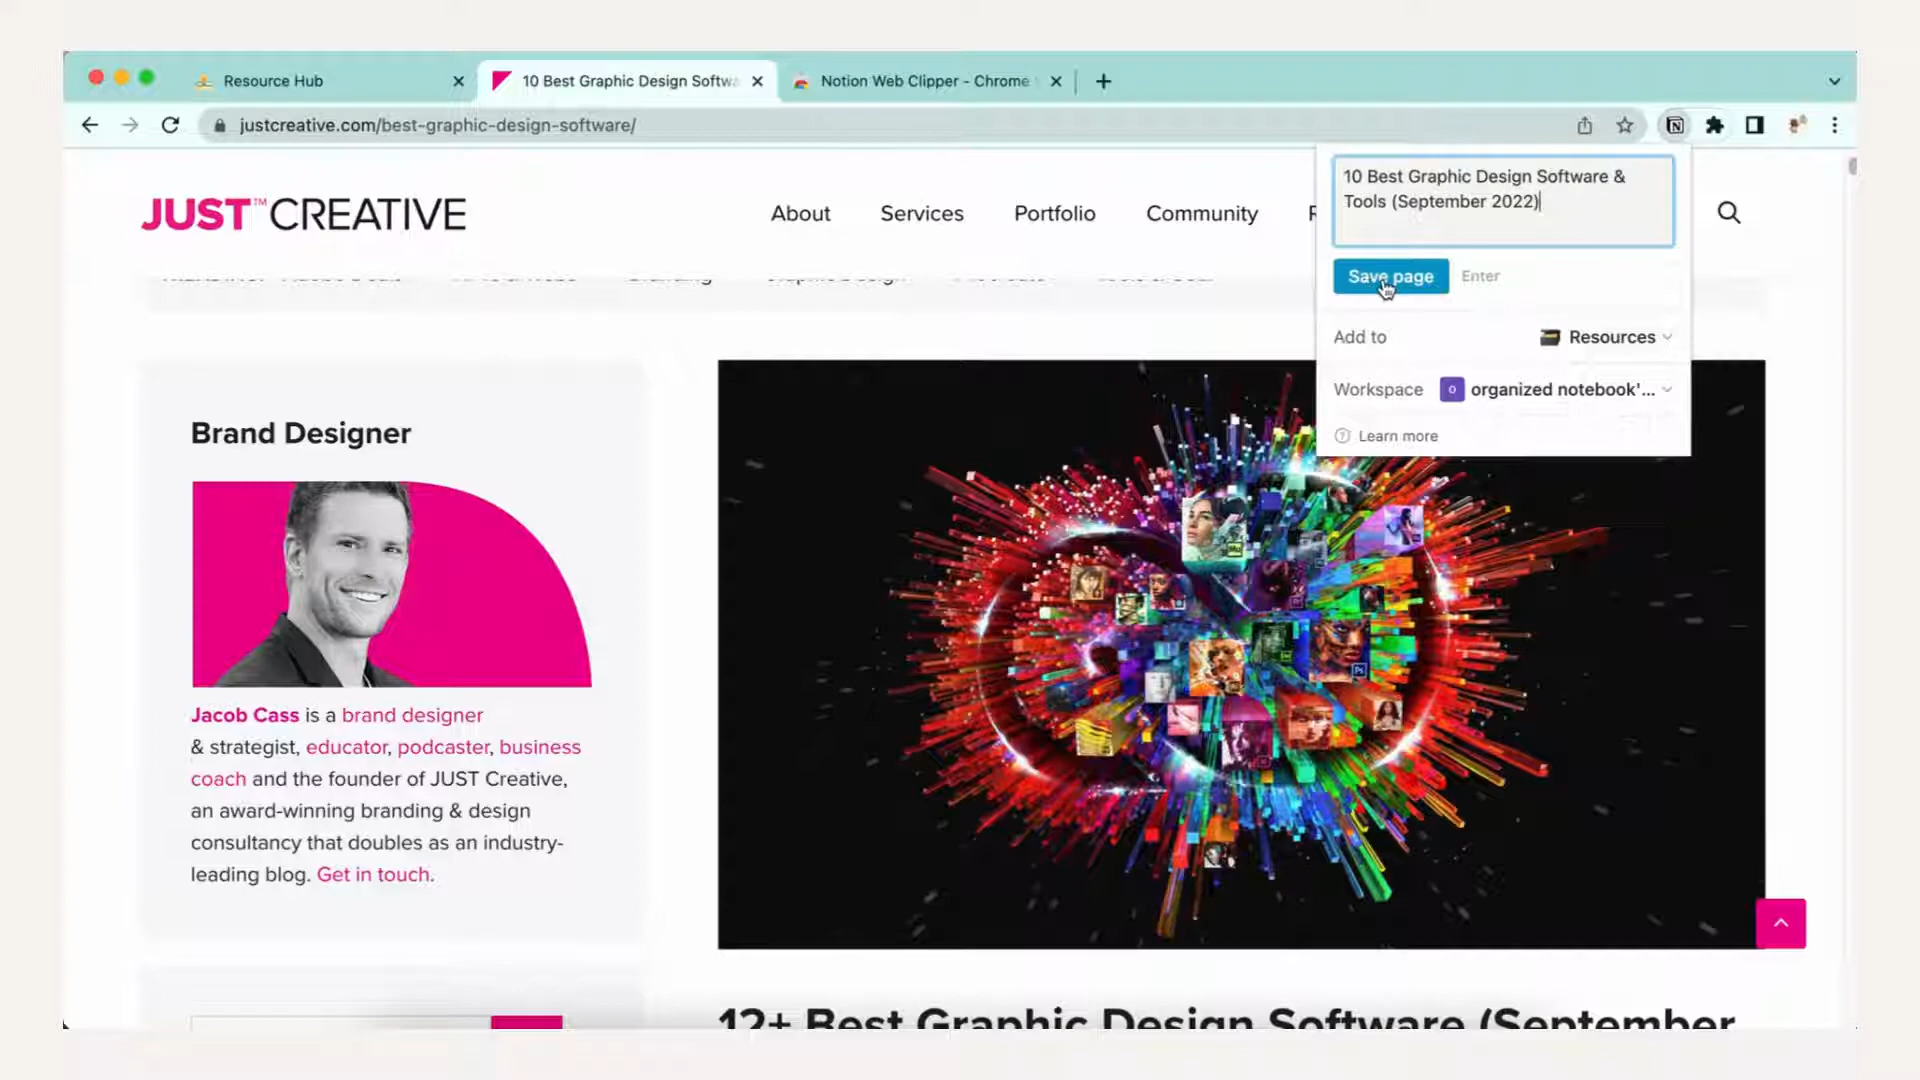 Resource Hub
10 Best Graphic Design Softwa
Notion Web Clipper - Chrome
justcreative.com/best-graphic-design-software/
JUST™CREATIVE
About
Services
Portfolio
Community
10 Best Graphic Design Software &
Tools (September 2022)
Save page
Enter
Add to
Resources
Workspace
O
organized notebook'...
Learn more
Brand Designer
Jacob Cass is a brand designer
& strategist, educator, podcaster, business
coach and the founder of JUST Creative,
an award-winning branding & design
consultancy that doubles as an industry-
leading blog. Get in touch.
12+ Best Graphic Design Software (September